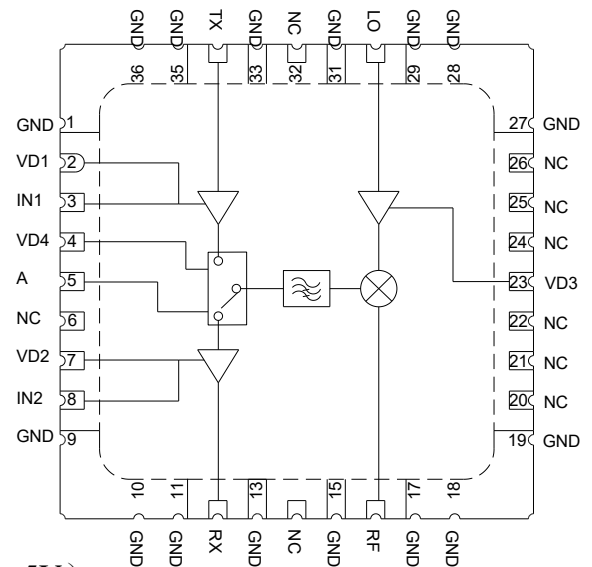 GND GND TX GND NC GND LO GND GND
36 35 33 32 31 29 28
GND 1
VD1 2
IN1 3
VD4 4
A 5
NC 6
VD2 7
IN2 8
GND 9
27 GND
26 NC
25 NC
24 NC
23 VD3
22 NC
21 NC
20 NC
19 GND
10 11 13 15 17 18
GND GND RX GND NC GND RF GND GND